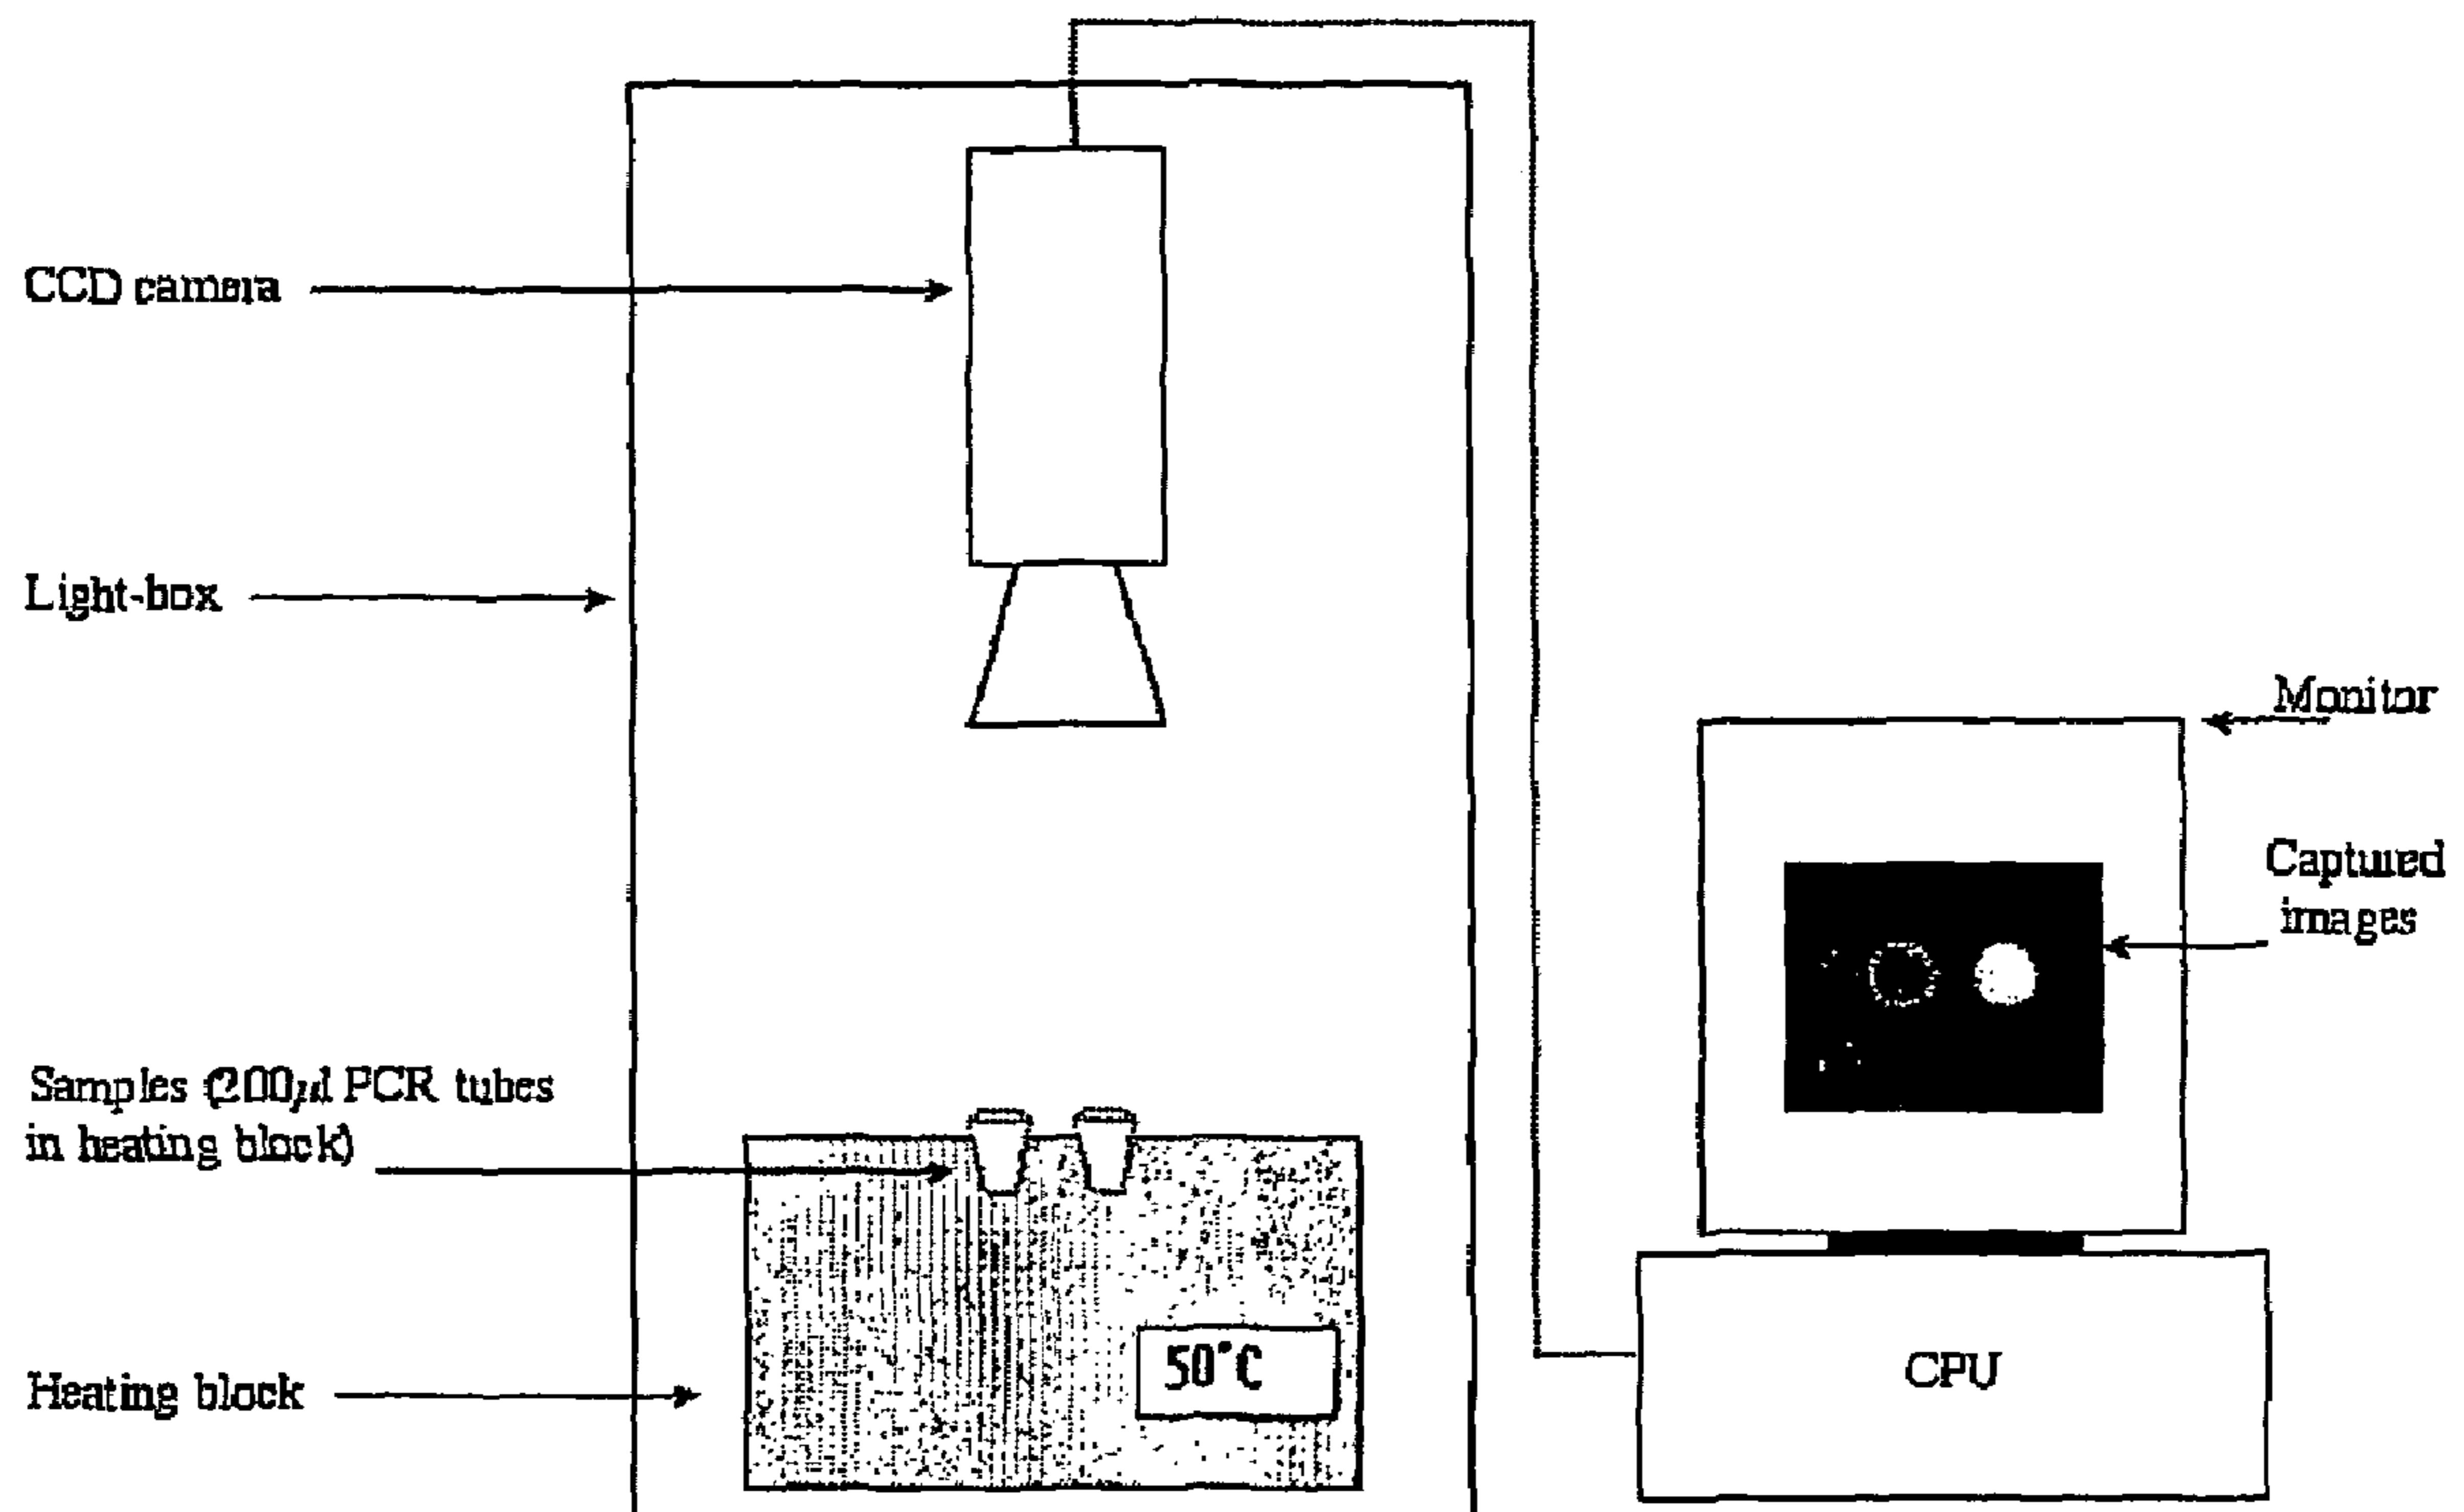 CCD camera
Light-box
Monitor
Captured
images
Samples (200µl PCR tubes
in heating block)
Heating block
50°C
CPU